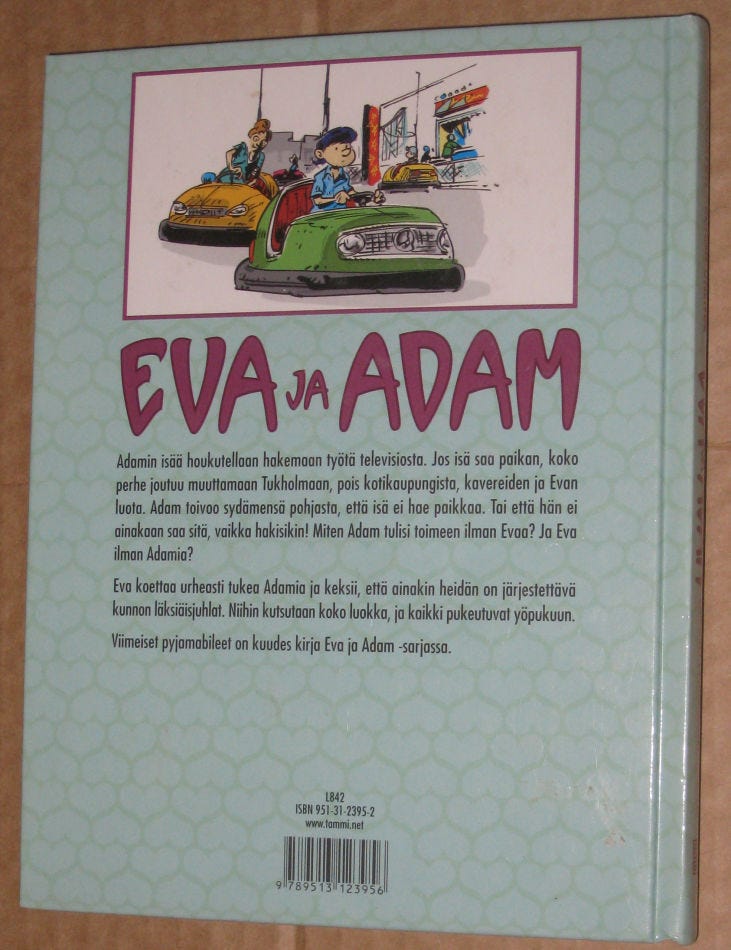 EVA JA ADAM
Adamin isää houkutellaan hakemaan työtä televisiosta. Jos isä saa paikan, koko
perhe joutuu muuttamaan Tukholmaan, pois kotikaupungista, kavereiden ja Evan
luota. Adam toivoo sydämensä pohjasta, että isä ei hae paikkaa. Tai että hän ei
ainakaan saa sitä, vaikka hakisikin! Miten Adam tulisi toimeen ilman Evaa? Ja Eva
ilman Adamia?
Eva koettaa urheasti tukea Adamia ja keksii, että ainakin heidän on järjestettävä
kunnon läksiäisjuhlat. Niihin kutsutaan koko luokka, ja kaikki pukeutuvat yöpukuun.
Viimeiset pyjamabileet on kuudes kirja Eva ja Adam -sarjassa.
L842
ISBN 951-31-2395-2
www.tammi.net
9 789513 123956